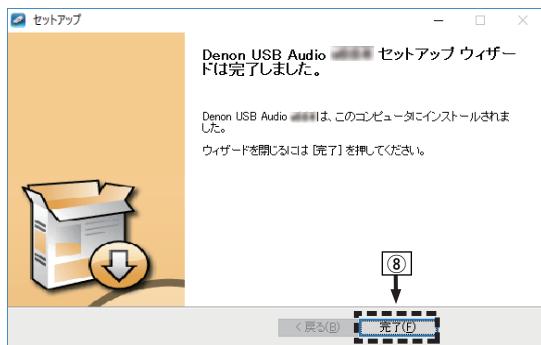 セットアップ
Denon USB Audio セットアップ ウィザー
ドは完了しました。
Denon USB Audio は、このコンピュータにインストールされま
した。
ウィザードを閉じるには [完了] を押してください。
⑧
< 戻る(B)
完了(F)